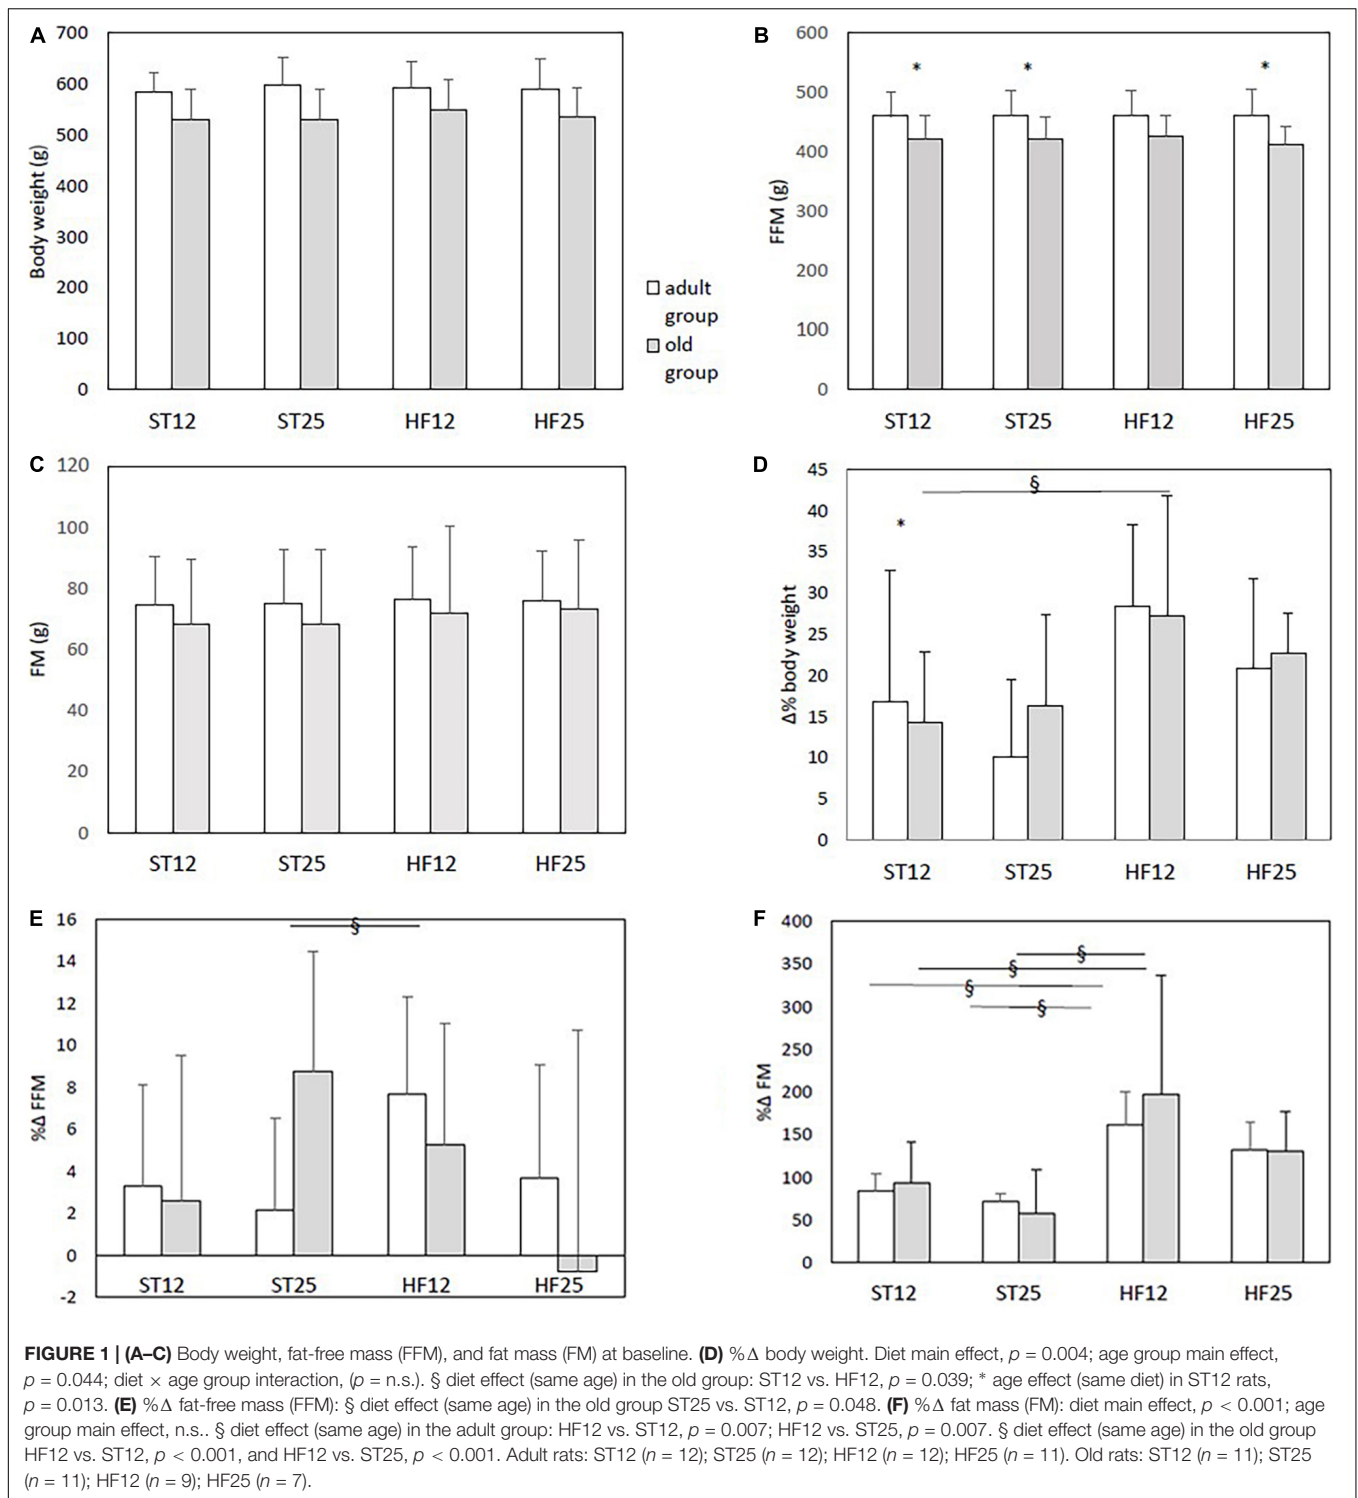 A
700
600
500
400
300
200
100
0
Body weight (g)
ST12 ST25 HF12 HF25
adult
group
old
group
B
600
500
400
300
200
100
0
FFM (g)
* * *
ST12 ST25 HF12 HF25
C
120
100
80
60
40
20
0
FM (g)
ST12 ST25 HF12 HF25
D
45
40
35
30
25
20
15
10
5
0
Δ% body weight
§
*
ST12 ST25 HF12 HF25
E
16
14
12
10
8
6
4
2
0
-2
%Δ FFM
§
ST12 ST25 HF12 HF25
F
400
350
300
250
200
150
100
50
0
%Δ FM
§
§
§
§
ST12 ST25 HF12 HF25
FIGURE 1 | (A–C) Body weight, fat-free mass (FFM), and fat mass (FM) at baseline. (D) %Δ body weight. Diet main effect, p = 0.004; age group main effect,
p = 0.044; diet × age group interaction, (p = n.s.). § diet effect (same age) in the old group: ST12 vs. HF12, p = 0.039; * age effect (same diet) in ST12 rats,
p = 0.013. (E) %Δ fat-free mass (FFM): § diet effect (same age) in the old group ST25 vs. ST12, p = 0.048. (F) %Δ fat mass (FM): diet main effect, p < 0.001; age
group main effect, n.s.. § diet effect (same age) in the adult group: HF12 vs. ST12, p = 0.007; HF12 vs. ST25, p = 0.007. § diet effect (same age) in the old group
HF12 vs. ST12, p < 0.001, and HF12 vs. ST25, p < 0.001. Adult rats: ST12 (n = 12); ST25 (n = 12); HF12 (n = 12); HF25 (n = 11). Old rats: ST12 (n = 11); ST25
(n = 11); HF12 (n = 9); HF25 (n = 7).